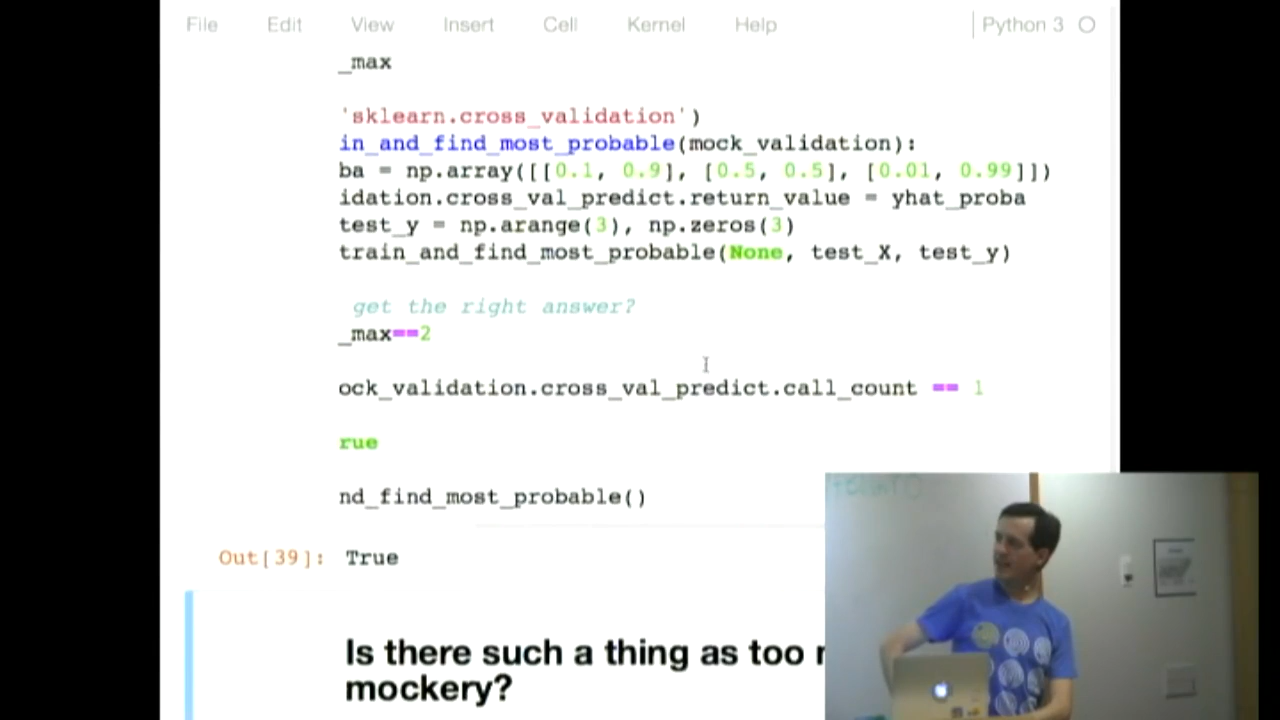 File Edit View Insert Cell Kernel Help Python 3
_max
'sklearn.cross_validation')
in_and_find_most_probable(mock_validation):
ba = np.array([[0.1, 0.9], [0.5, 0.5], [0.01, 0.99]])
idation.cross_val_predict.return_value = yhat_proba
test_y = np.arange(3), np.zeros(3)
train_and_find_most_probable(None, test_X, test_y)
get the right answer?
_max==2
ock_validation.cross_val_predict.call_count == 1
rue
nd_find_most_probable()
Out[39]: True
Is there such a thing as too
mockery?